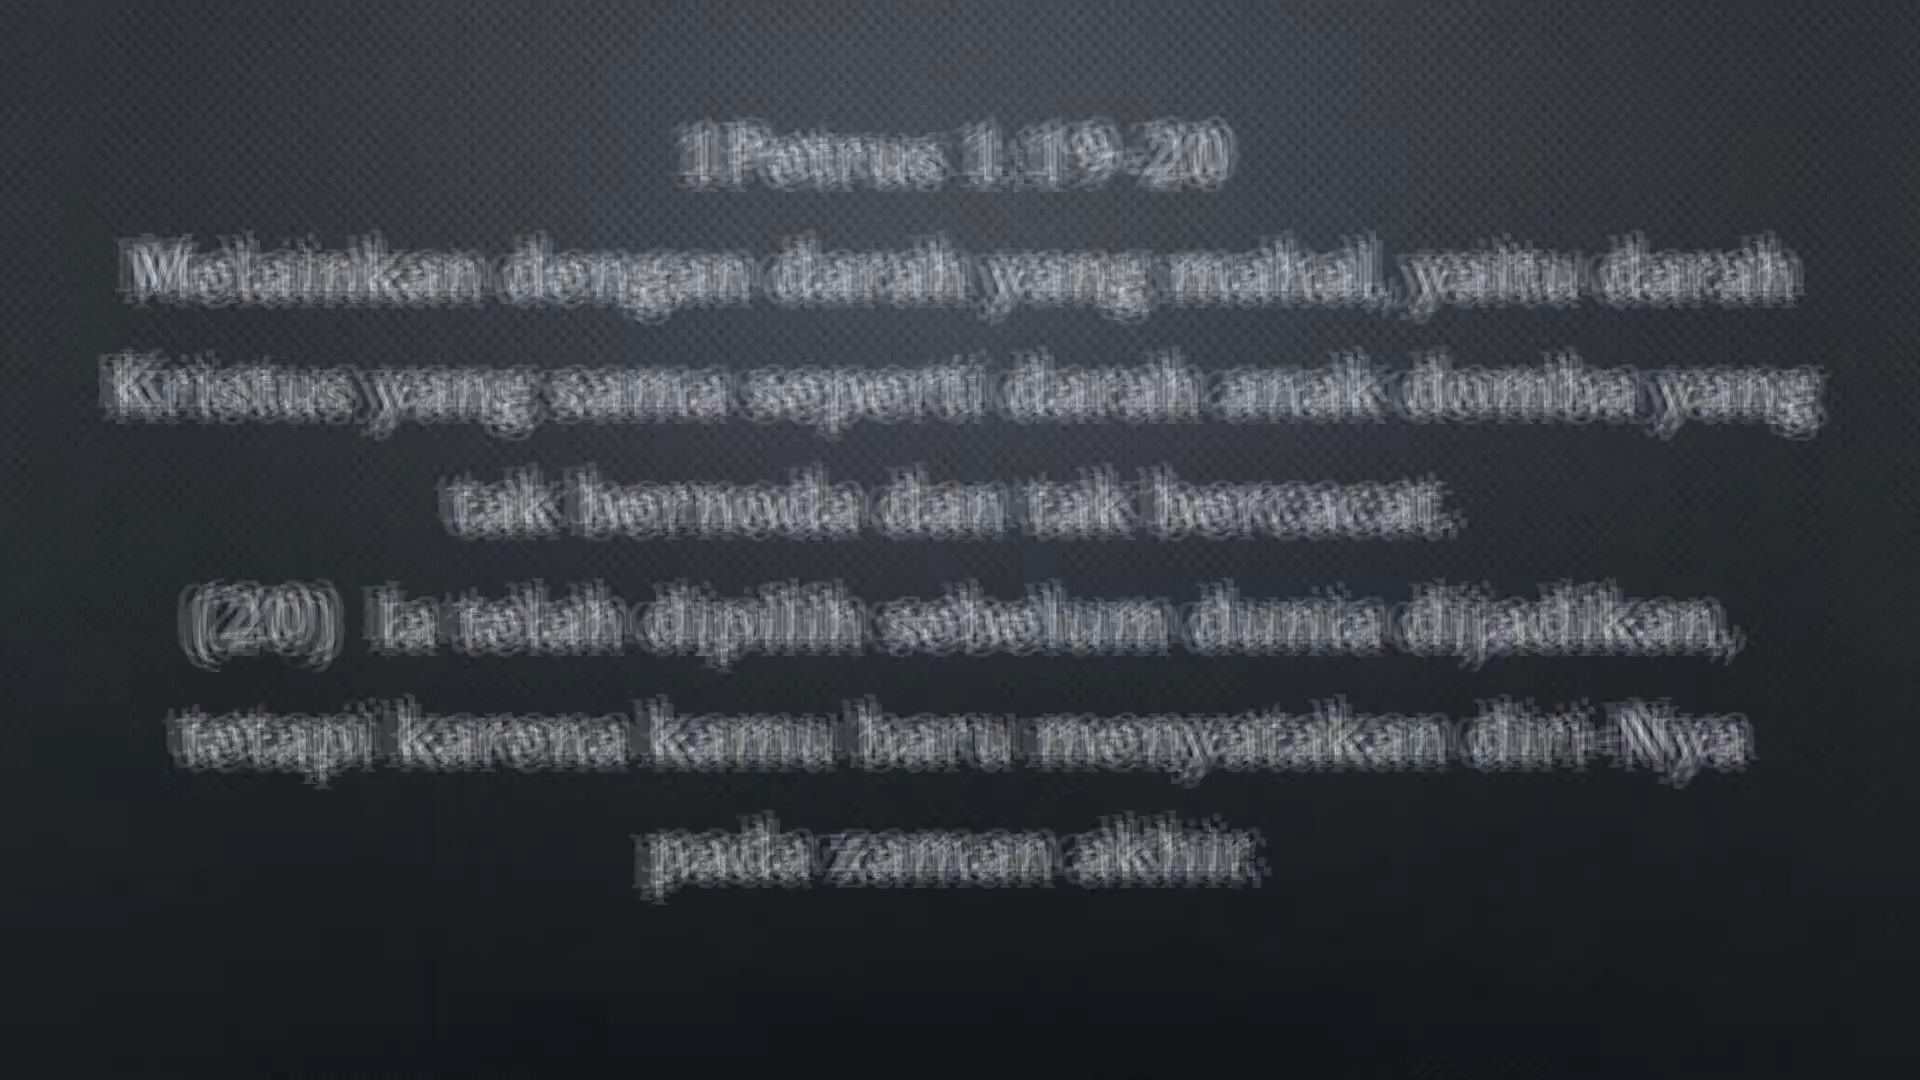 1 Petrus 1:19-20
Melainkan dengan darah yang mahal, yaitu darah
Kristus yang sama seperti darah anak domba yang
tak bernoda dan tak bercacat.
(20) Ia telah dipilih sebelum dunia dijadikan,
tetapi karena kamu baru menyatakan diri-Nya
pada zaman akhir.